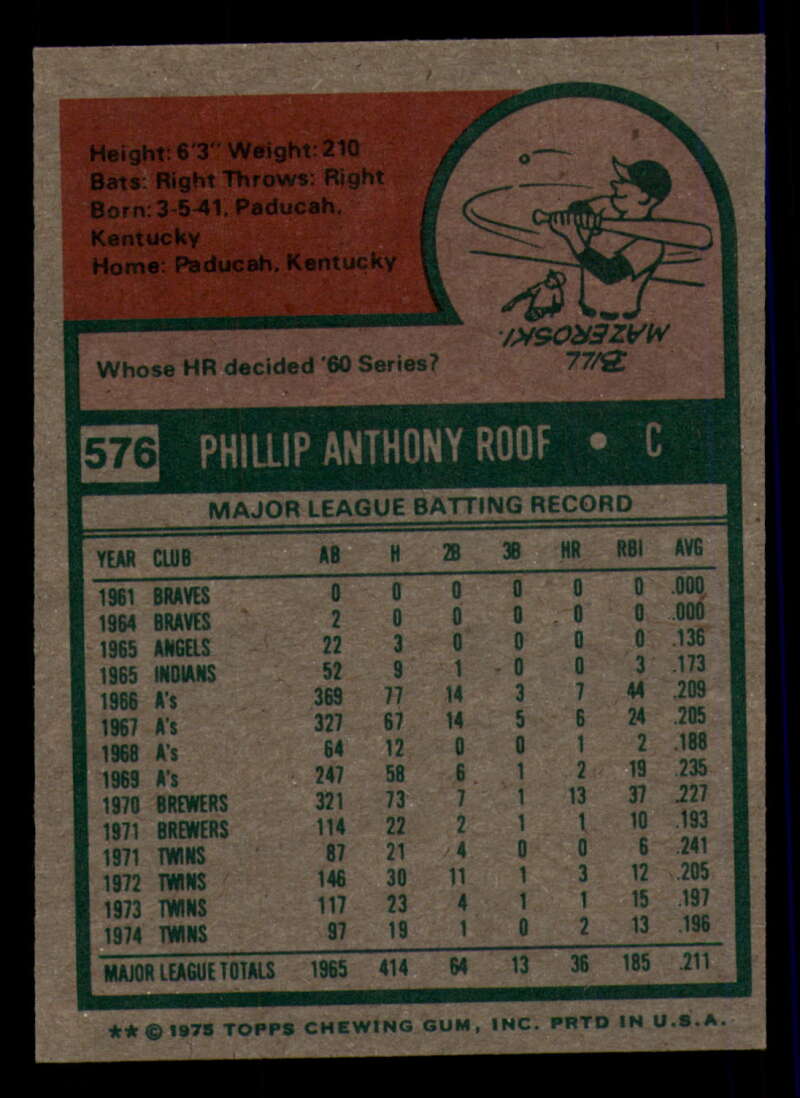 Height: 6'3" Weight: 210
Bats: Right Throws: Right
Born: 3-5-41, Paducah,
Kentucky
Home: Paducah, Kentucky
BILL
MAZEROSKI.
Whose HR decided '60 Series?
576 PHILLIP ANTHONY ROOF • C
MAJOR LEAGUE BATTING RECORD
YEAR CLUB AB H 2B 3B HR RBI AVG
1961 BRAVES 0 0 0 0 0 0 .000
1964 BRAVES 2 0 0 0 0 0 .000
1965 ANGELS 22 3 0 0 0 0 .136
1965 INDIANS 52 9 1 0 0 3 .173
1966 A's 369 77 14 3 7 44 .209
1967 A's 327 67 14 5 6 24 .205
1968 A's 64 12 0 0 1 2 .188
1969 A's 247 58 6 1 2 19 .235
1970 BREWERS 321 73 7 1 13 37 .227
1971 BREWERS 114 22 2 1 1 10 .193
1971 TWINS 87 21 4 0 0 6 .241
1972 TWINS 146 30 11 1 3 12 .205
1973 TWINS 117 23 4 1 1 15 .197
1974 TWINS 97 19 1 0 2 13 .196
MAJOR LEAGUE TOTALS 1965 414 64 13 36 185 .211
** © 1975 TOPPS CHEWING GUM, INC. PRTD IN U.S.A.